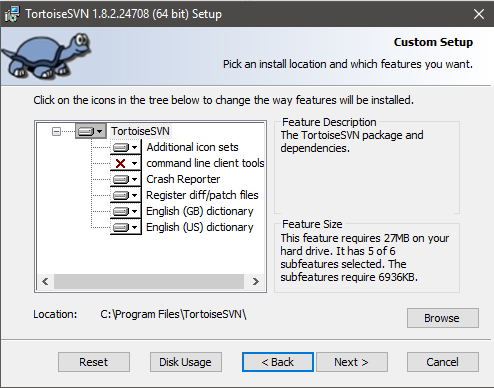 TortoiseSVN 1.8.2.24708 (64 bit) Setup
Custom Setup
Pick an install location and which features you want.
Click on the icons in the tree below to change the way features will be installed.
TortoiseSVN
Additional icon sets
command line client tools
Crash Reporter
Register diff/patch files
English (GB) dictionary
English (US) dictionary
Feature Description
The TortoiseSVN package and
dependencies.
Feature Size
This feature requires 27MB on your
hard drive. It has 5 of 6
subfeatures selected. The
subfeatures require 6936KB.
Location: C:\Program Files\TortoiseSVN\
Browse
Reset Disk Usage < Back Next > Cancel